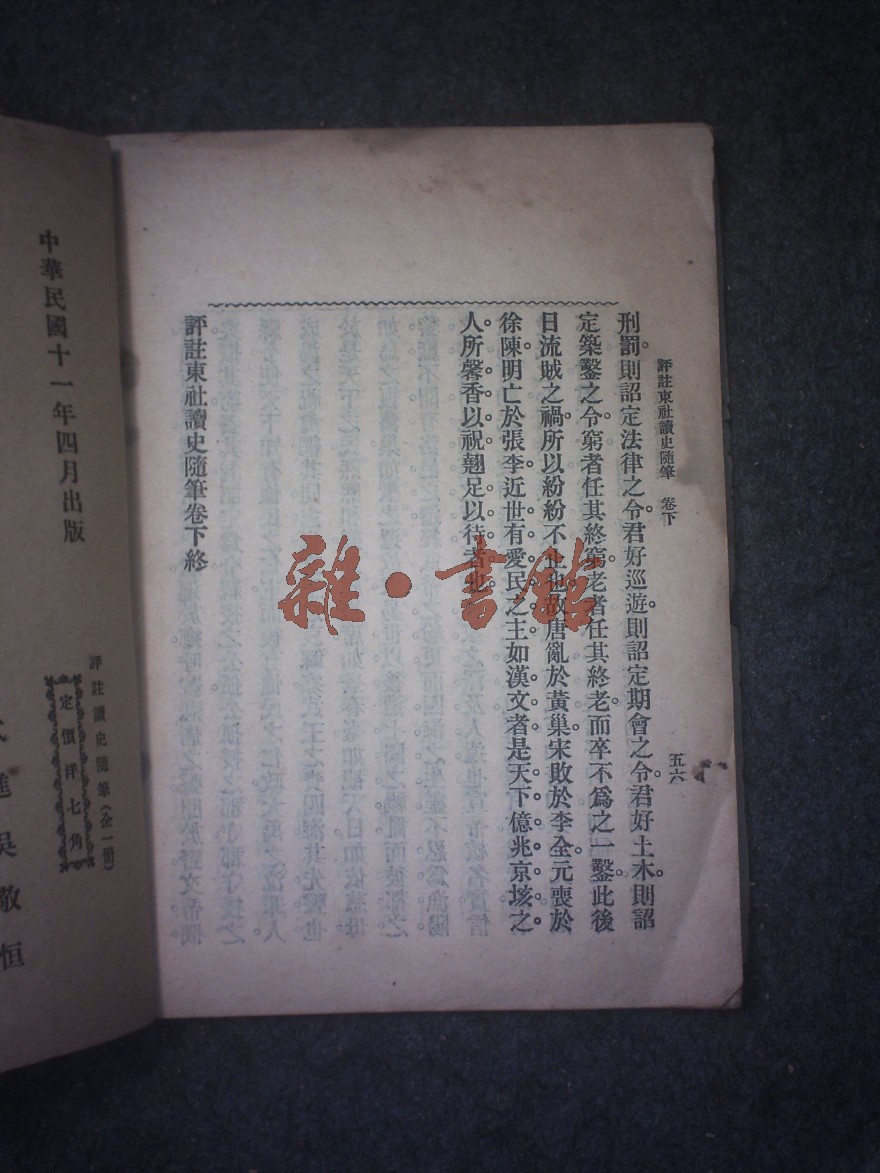 評註東社讀史隨筆 卷下
五六
刑罰則詔定法律之令君好巡遊則詔定期會之令君好土木則詔
定築鑿之令窮者任其終窮老者任其終老而卒不爲之一鑿此後
日流賊之禍所以紛紛不止也故唐亂於黃巢宋敗於李全元喪於
徐陳明亡於張李近世有愛民之主如漢文者是天下億兆京垓之
人所馨香以祝翹足以待者也
評註東社讀史隨筆卷下終
雜·書館
評註讀史隨筆（全一冊）
定價洋七角
中華民國十一年四月出版
進 吳敬恒